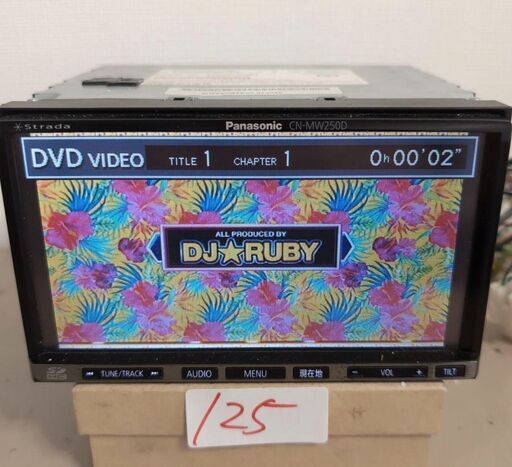 Strada
Panasonic CN-MW250D
DVD VIDEO TITLE 1 CHAPTER 1 0h00'02"
ALL PRODUCED BY
DJ★RUBY
SD
TUNE/TRACK AUDIO MENU 現在地 − VOL + TILT
125